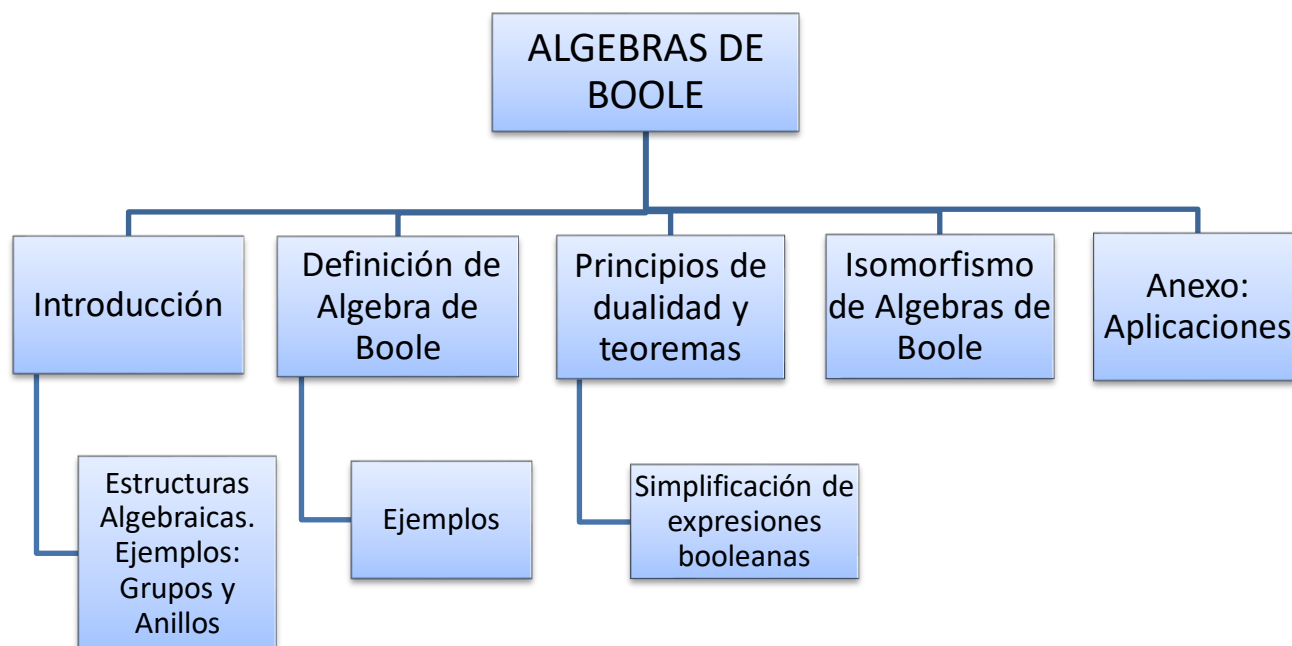 ALGEBRAS DE
BOOLE
Introducción
Definición de
Algebra de
Boole
Principios de
dualidad y
teoremas
Isomorfismo
de Algebras de
Boole
Anexo:
Aplicaciones
Estructuras
Algebraicas.
Ejemplos:
Grupos y
Anillos
Ejemplos
Simplificación de
expresiones
booleanas